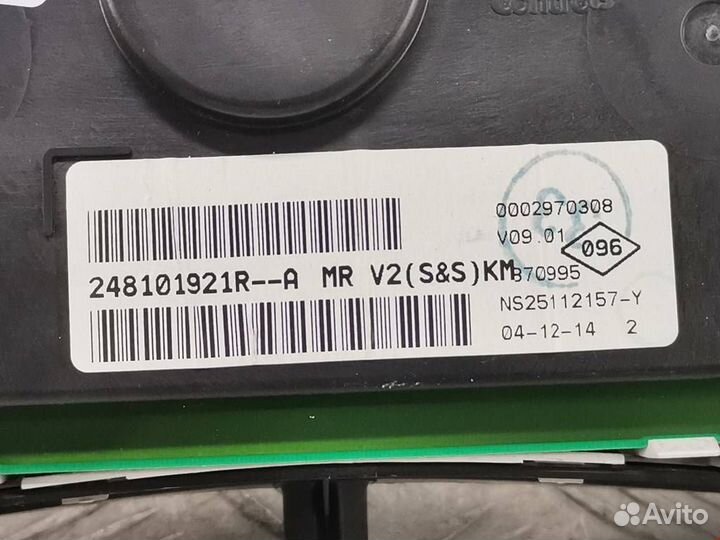 0002970308
V09.01
096
248101921R--A MR V2(S&S)KM
870995
NS25112157-Y
04-12-14 2
Avito